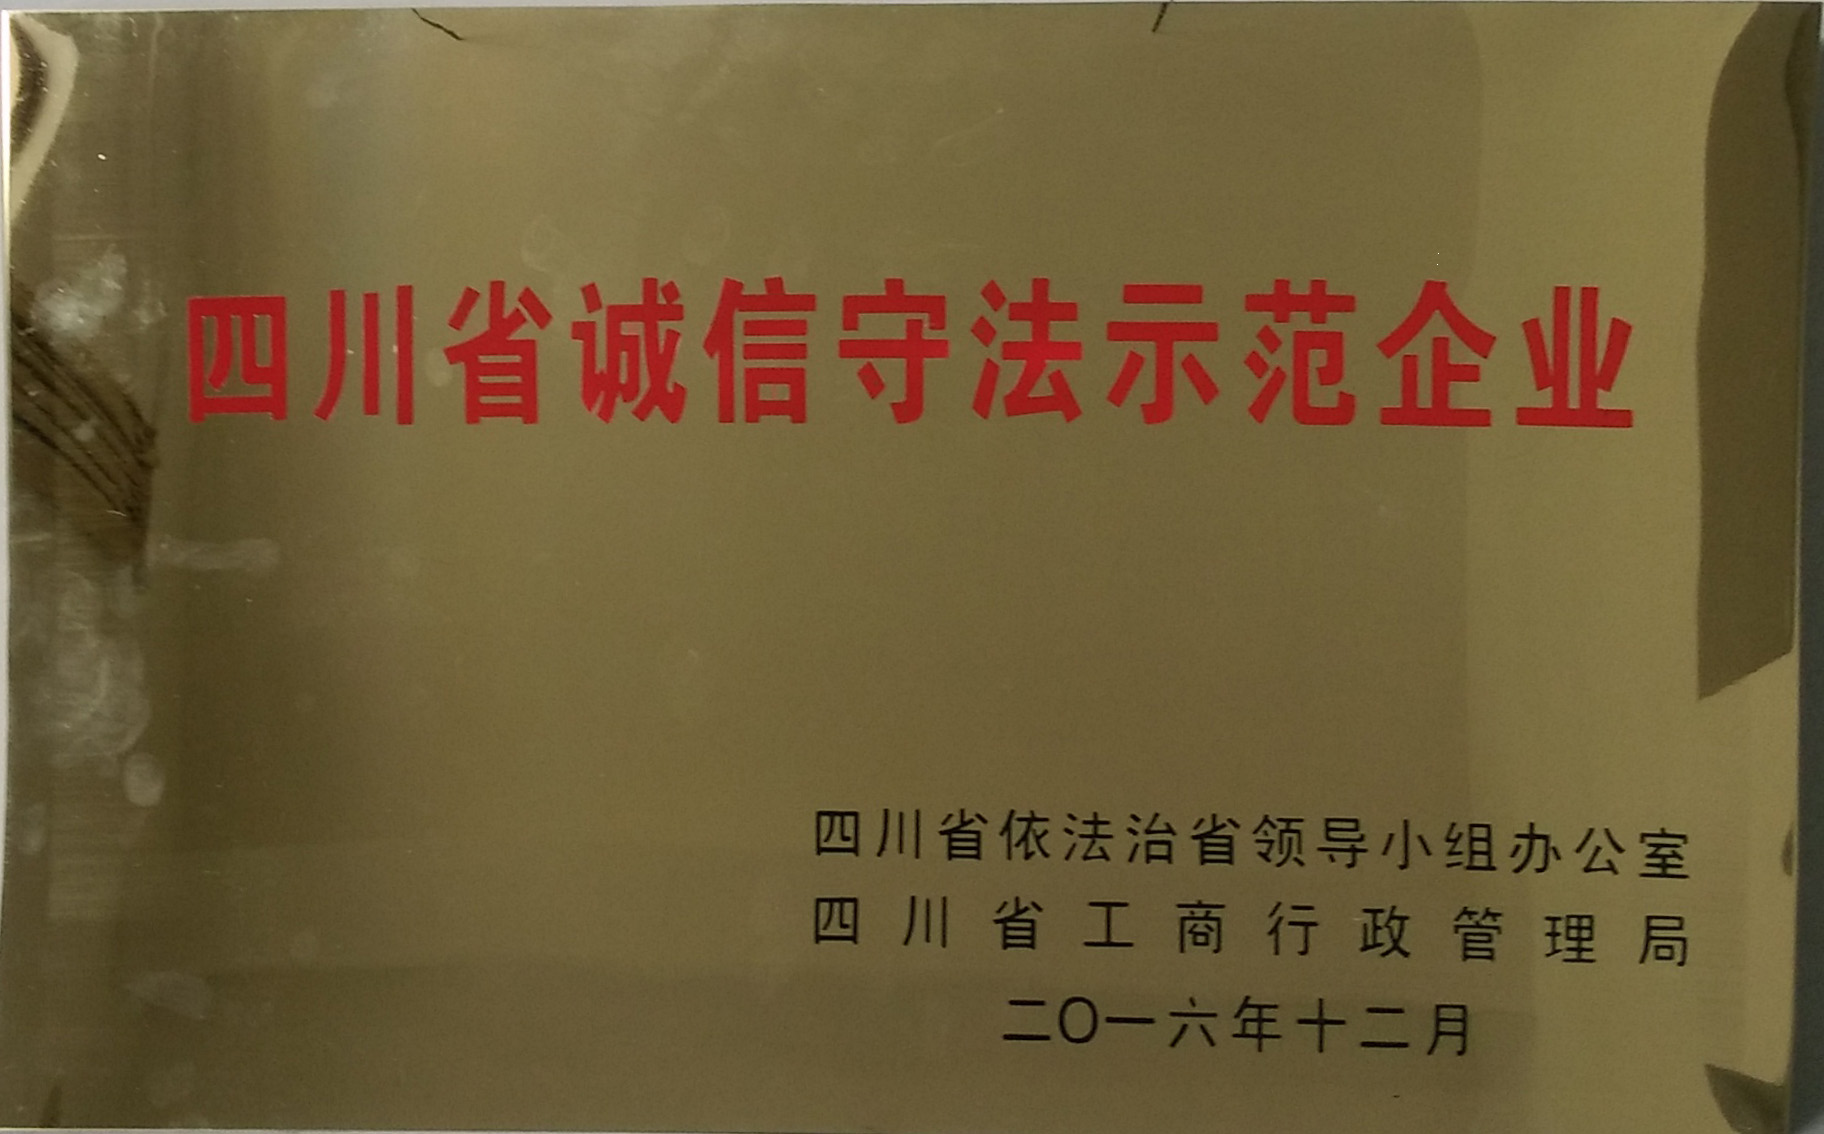 四川省诚信守法示范企业
四川省依法治省领导小组办公室
四川省工商行政管理局
二〇一六年十二月